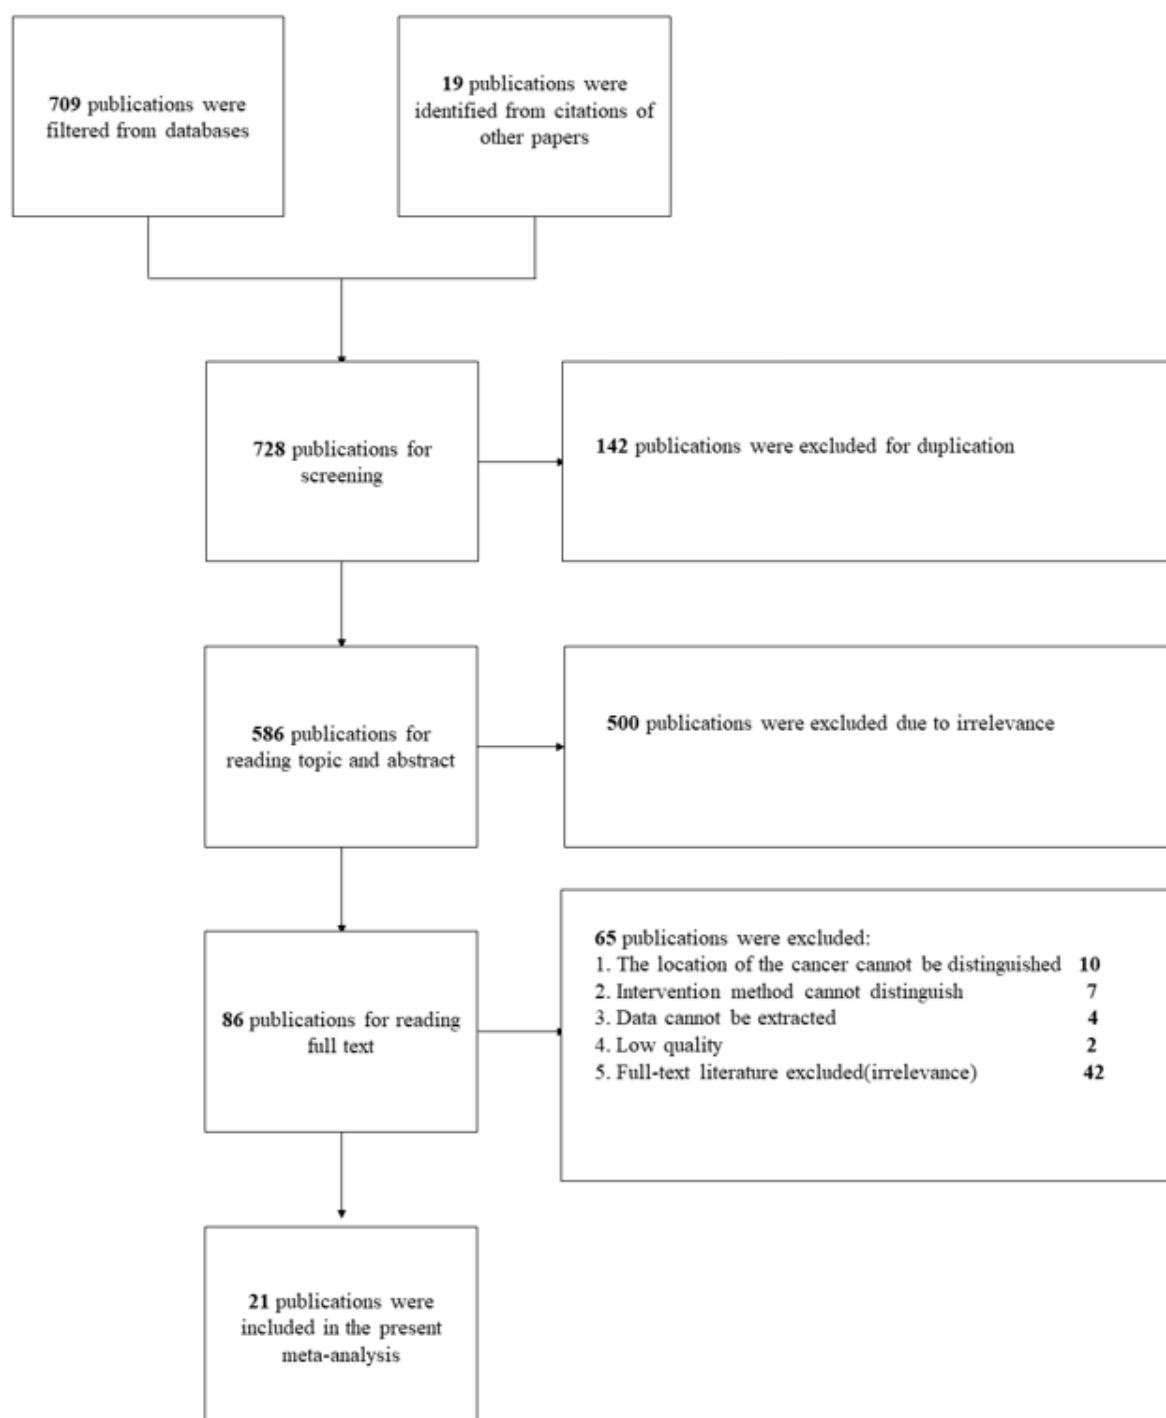 709 publications were
filtered from databases
19 publications were
identified from citations of
other papers
728 publications for
screening
142 publications were excluded for duplication
586 publications for
reading topic and abstract
500 publications were excluded due to irrelevance
86 publications for reading
full text
65 publications were excluded:
1. The location of the cancer cannot be distinguished 10
2. Intervention method cannot distinguish 7
3. Data cannot be extracted 4
4. Low quality 2
5. Full-text literature excluded(irrelevance) 42
21 publications were
included in the present
meta-analysis